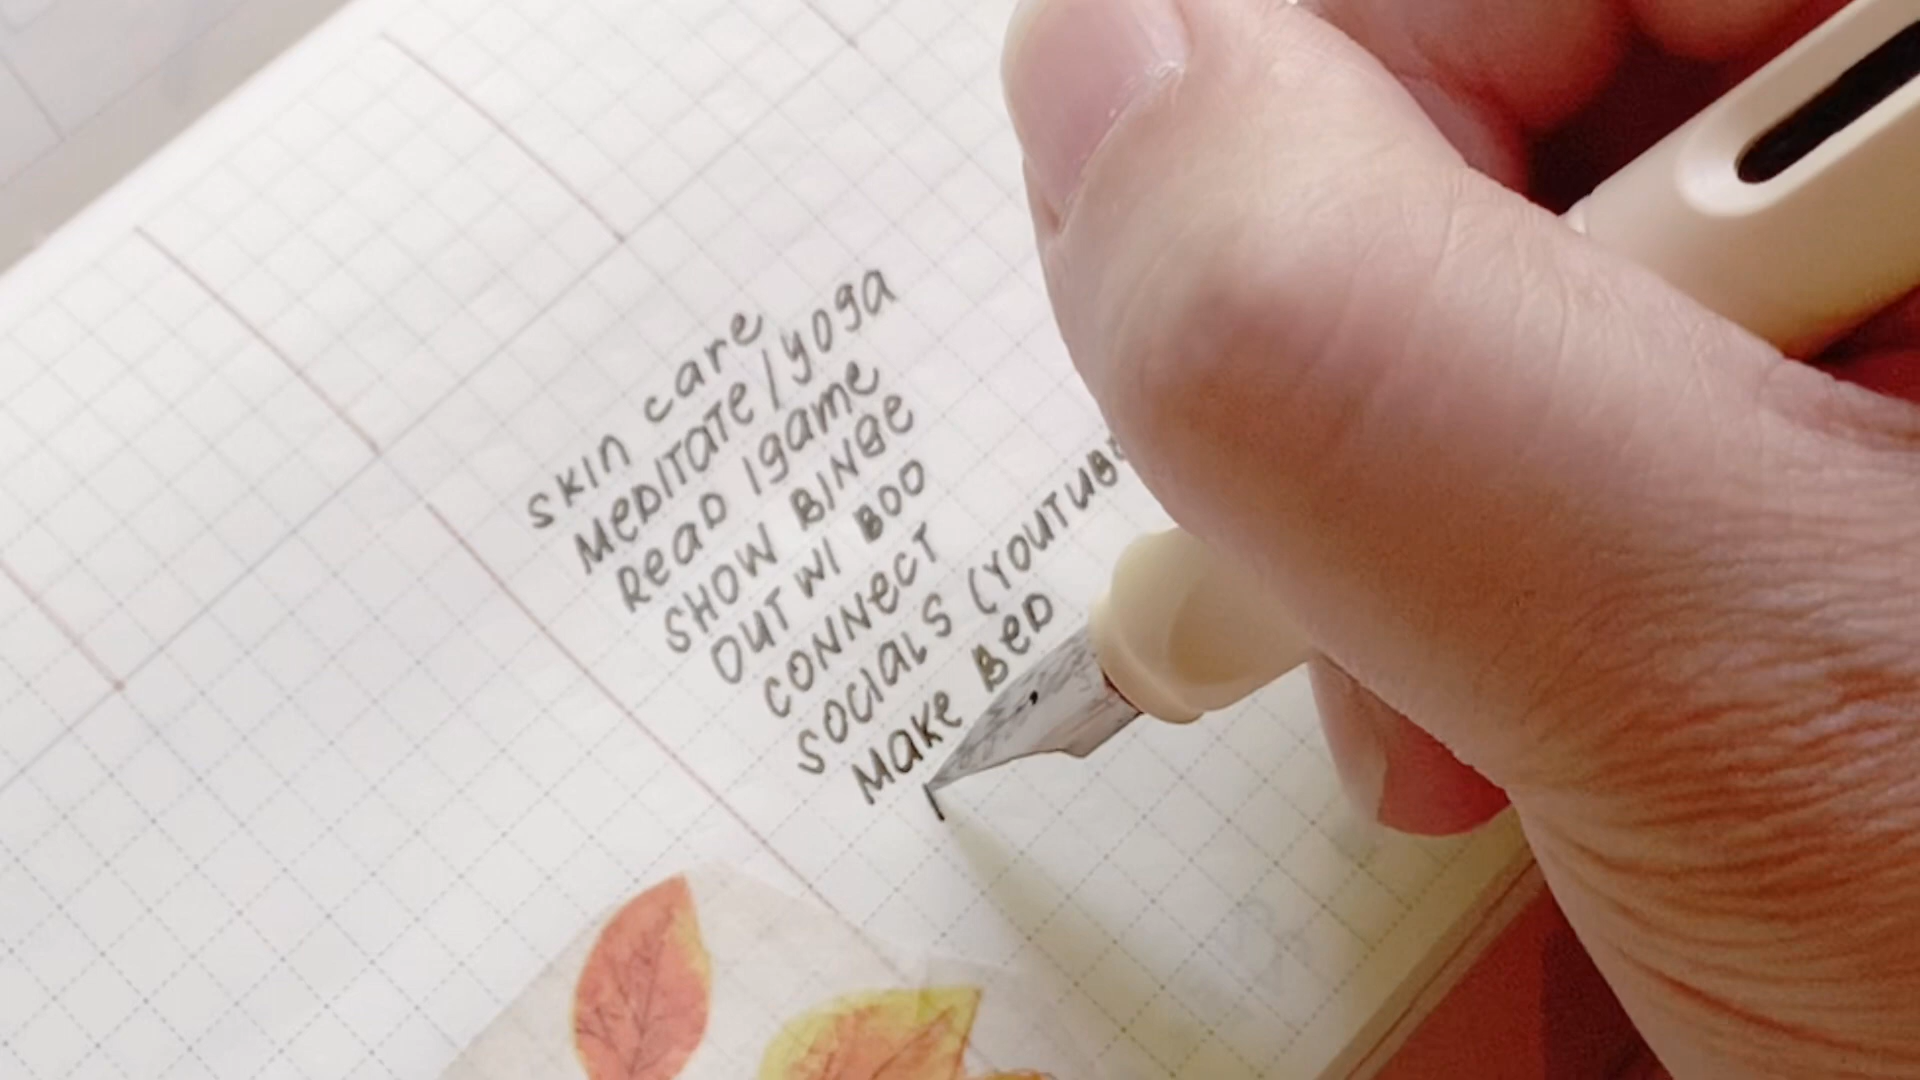 skin care
MeDITaTe/yoga
ReaD/game
SHOW BINGE
OUT W/ BOO
CONNeCT
SOCIaLS (YOUTUB
Make BeD